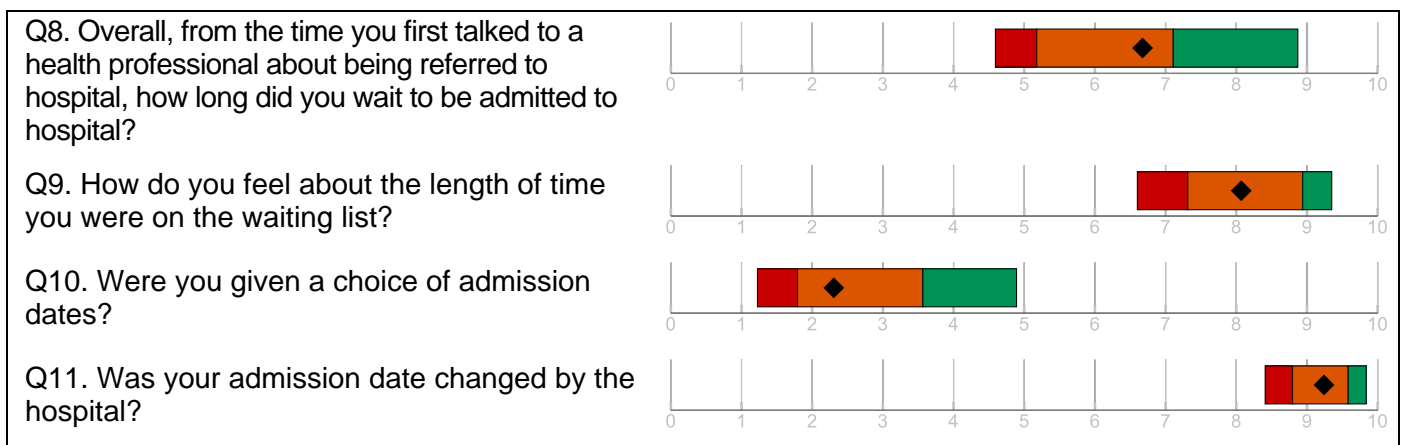 Q8. Overall, from the time you first talked to a
health professional about being referred to
hospital, how long did you wait to be admitted to
hospital?
0 1 2 3 4 5 6 7 8 9 10
Q9. How do you feel about the length of time
you were on the waiting list?
0 1 2 3 4 5 6 7 8 9 10
Q10. Were you given a choice of admission
dates?
0 1 2 3 4 5 6 7 8 9 10
Q11. Was your admission date changed by the
hospital?
0 1 2 3 4 5 6 7 8 9 10